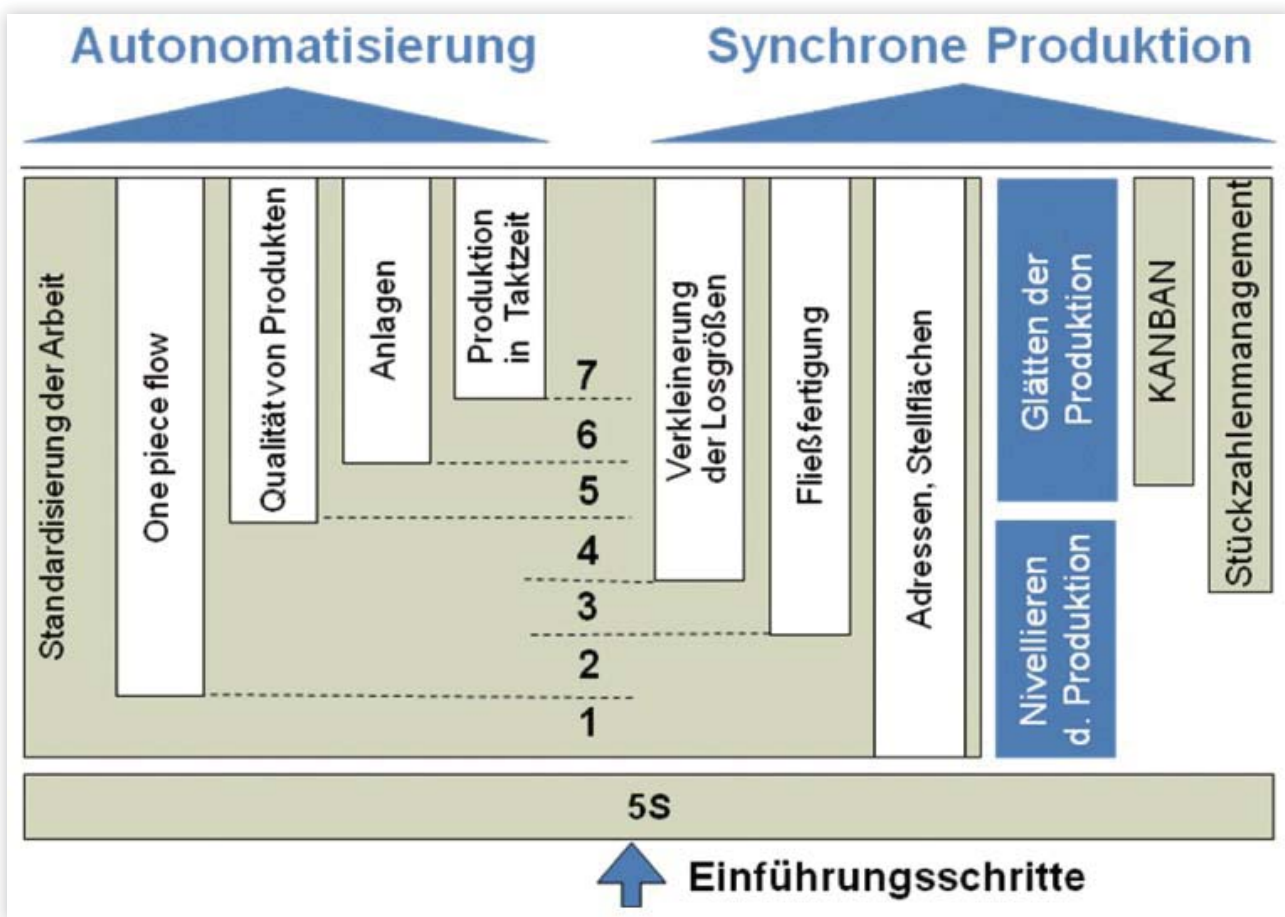 Autonomatisierung
Synchrone Produktion
Standardisierung der Arbeit
One piece flow
Qualität von Produkten
Anlagen
Produktion
in Taktzeit
7
6
5
4
3
2
1
Verkleinerung
der Losgrößen
Fließfertigung
Adressen, Stellflächen
Glätten der
Produktion
Nivellieren
d. Produktion
KANBAN
Stückzahlenmanagement
5S
Einführungsschritte